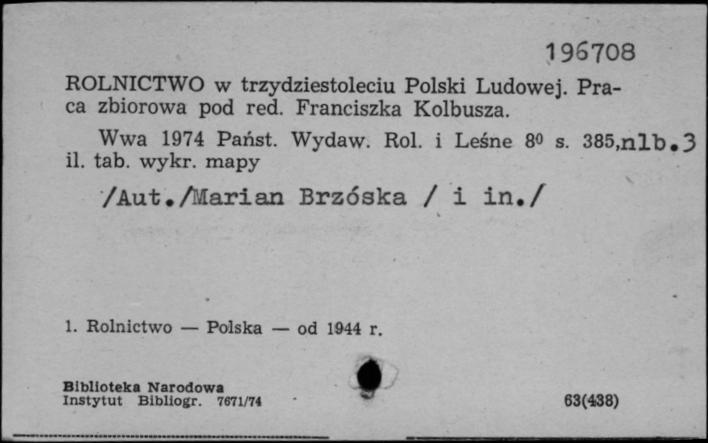 196708
ROLNICTWO w trzydziestoleciu Polski Ludowej. Pra-
ca zbiorowa pod red. Franciszka Kolbusza.
Wwa 1974 Państ. Wydaw. Rol. i Leśne 8⁰ s. 385,nlb.3
il. tab. wykr. mapy
/Aut./Marian Brzóska / i in./
1. Rolnictwo — Polska — od 1944 r.
Biblioteka Narodowa
Instytut Bibliogr. 7671/74
63(438)